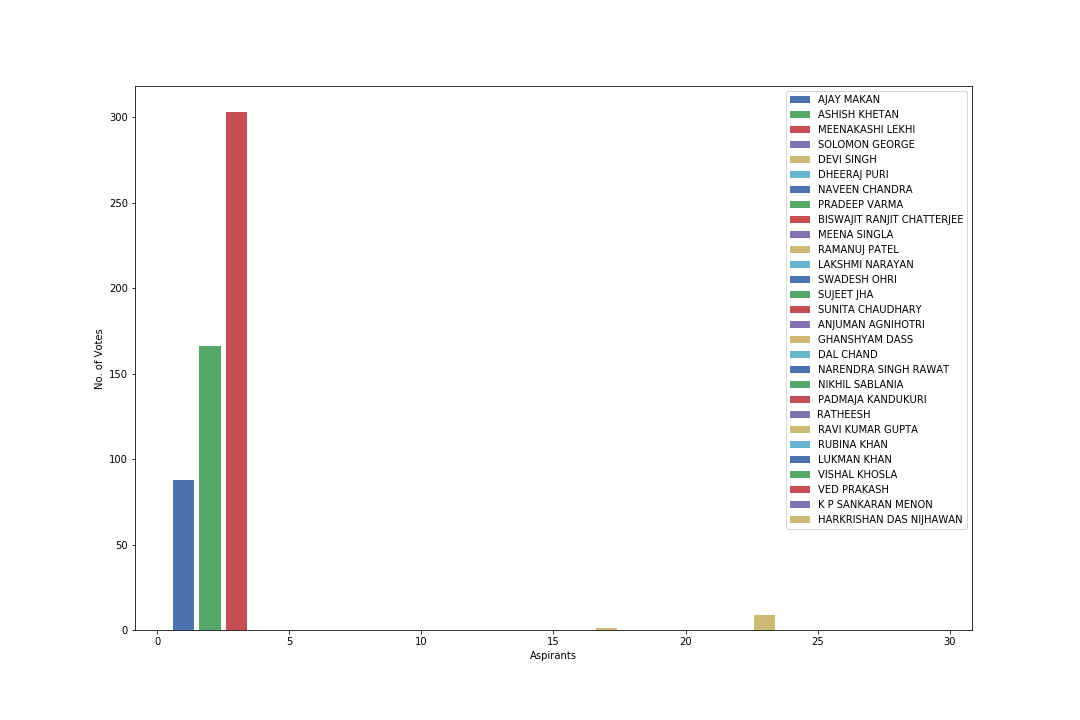 300
250
200
150
100
50
0
No. of Votes
0 5 10 15 20 25 30
Aspirants
AJAY MAKAN
ASHISH KHETAN
MEENAKASHI LEKHI
SOLOMON GEORGE
DEVI SINGH
DHEERAJ PURI
NAVEEN CHANDRA
PRADEEP VARMA
BISWAJIT RANJIT CHATTERJEE
MEENA SINGLA
RAMANUJ PATEL
LAKSHMI NARAYAN
SWADESH OHRI
SUJEET JHA
SUNITA CHAUDHARY
ANJUMAN AGNIHOTRI
GHANSHYAM DASS
DAL CHAND
NARENDRA SINGH RAWAT
NIKHIL SABLANIA
PADMAJA KANDUKURI
RATHEESH
RAVI KUMAR GUPTA
RUBINA KHAN
LUKMAN KHAN
VISHAL KHOSLA
VED PRAKASH
K P SANKARAN MENON
HARKRISHAN DAS NIJHAWAN